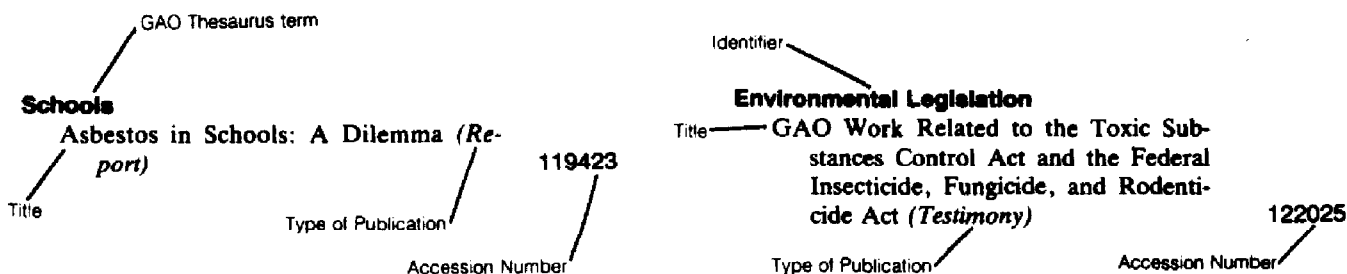 GAO Thesaurus term
Schools
Asbestos in Schools: A Dilemma (Re-
port)
119423
Title
Type of Publication
Accession Number
Identifier
Environmental Legislation
Title
GAO Work Related to the Toxic Sub-
stances Control Act and the Federal
Insecticide, Fungicide, and Rodenti-
cide Act (Testimony)
122025
Type of Publication
Accession Number